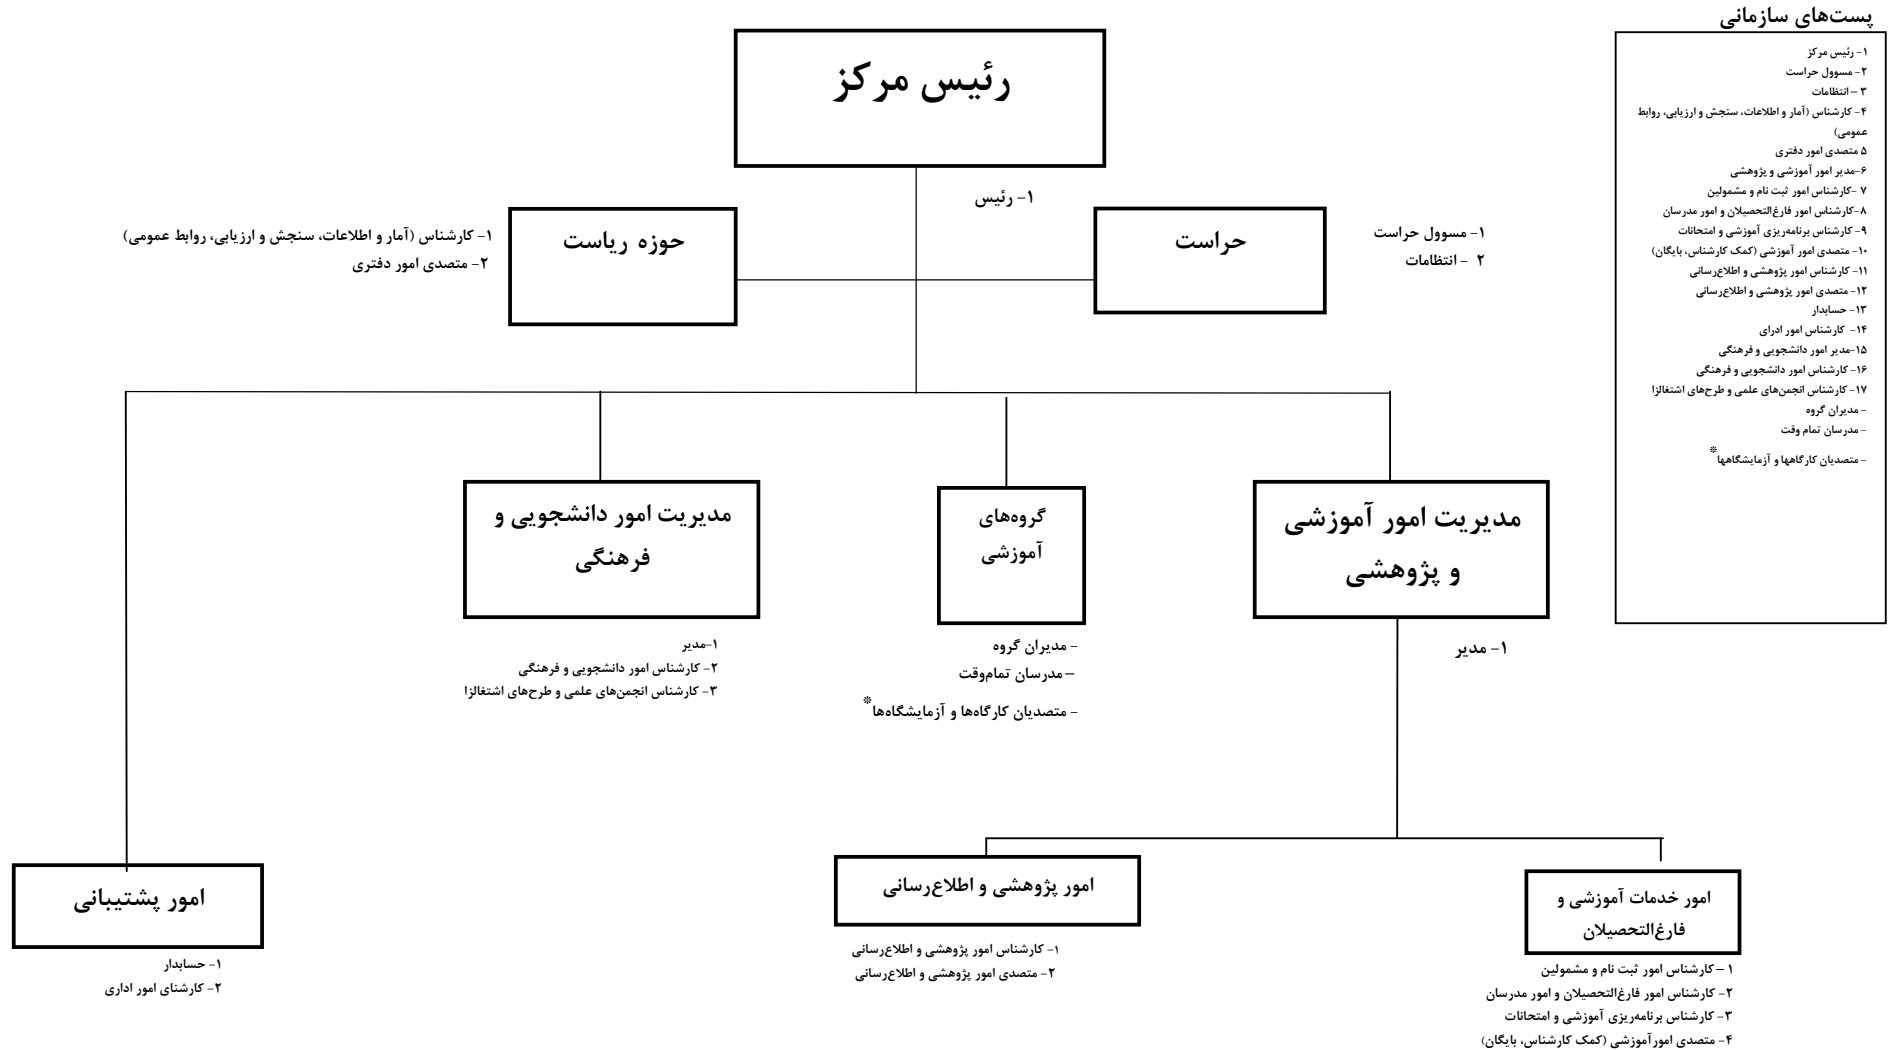 پست‌های سازمانی
۱- رئیس مرکز
۲- مسوول حراست
۳ – انتظامات
۴- کارشناس (آمار و اطلاعات، سنجش و ارزیابی، روابط
عمومی)
۵ متصدی امور دفتری
۶-مدیر امور آموزشی و پژوهشی
۷ -کارشناس امور ثبت نام و مشمولین
۸-کارشناس امور فارغ‌التحصیلان و امور مدرسان
۹- کارشناس برنامه‌ریزی آموزشی و امتحانات
۱۰- متصدی امور آموزشی (کمک کارشناس، بایگان)
۱۱- کارشناس امور پژوهشی و اطلاع‌رسانی
۱۲- متصدی امور پژوهشی و اطلاع‌رسانی
۱۳- حسابدار
۱۴- کارشناس امور ادرای
۱۵-مدیر امور دانشجویی و فرهنگی
۱۶- کارشناس امور دانشجویی و فرهنگی
۱۷- کارشناس انجمن‌های علمی و طرح‌های اشتغالزا
- مدیران گروه
- مدرسان تمام وقت
- متصدیان کارگاهها و آزمایشگاهها*
رئیس مرکز
۱- رئیس
حراست
۱- مسوول حراست
۲ - انتظامات
حوزه ریاست
۱- کارشناس (آمار و اطلاعات، سنجش و ارزیابی، روابط عمومی)
۲- متصدی امور دفتری
مدیریت امور آموزشی
و پژوهشی
۱- مدیر
گروه‌های
آموزشی
- مدیران گروه
– مدرسان تمام‌وقت
- متصدیان کارگاه‌ها و آزمایشگاه‌ها*
مدیریت امور دانشجویی و
فرهنگی
۱-مدیر
۲- کارشناس امور دانشجویی و فرهنگی
۳- کارشناس انجمن‌های علمی و طرح‌های اشتغالزا
امور خدمات آموزشی و
فارغ‌التحصیلان
۱ – کارشناس امور ثبت نام و مشمولین
۲- کارشناس امور فارغ‌التحصیلان و امور مدرسان
۳- کارشناس برنامه‌ریزی آموزشی و امتحانات
۴- متصدی امورآموزشی (کمک کارشناس، بایگان)
امور پژوهشی و اطلاع‌رسانی
۱- کارشناس امور پژوهشی و اطلاع‌رسانی
۲- متصدی امور پژوهشی و اطلاع‌رسانی
امور پشتیبانی
۱- حسابدار
۲- کارشنای امور اداری